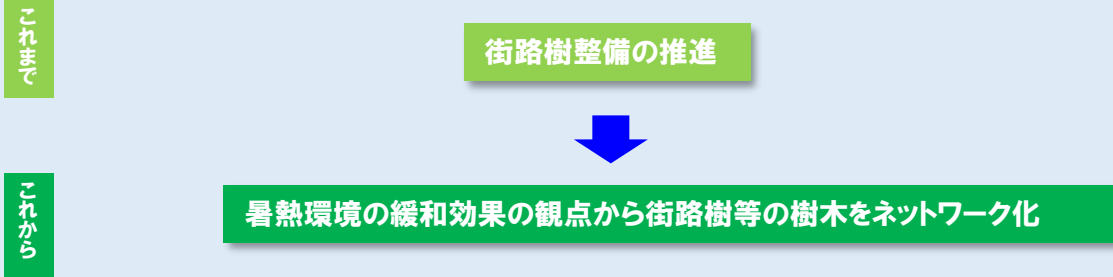 これまで
街路樹整備の推進
これから
暑熱環境の緩和効果の観点から街路樹等の樹木をネットワーク化